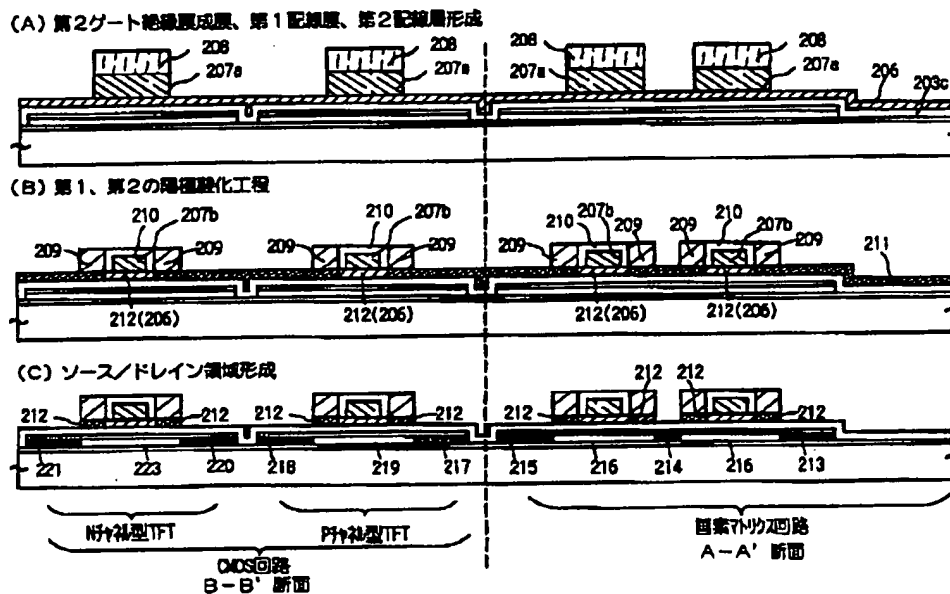 (A) 第2ゲート絶縁膜成膜、第1配線膜、第2配線層形成
208 208 208 208
207a 207a 207a 207a
206
203c
(B) 第1、第2の陽極酸化工程
210 207b 210 207b 207b 210 207b
209 209 209 209 209 210 209 209 209
211
212(206) 212(206) 212(206) 212(206)
(C) ソース/ドレイン領域形成
212 212
212 212 212 212 212 212
221 223 220 218 219 217 215 216 214 216 213
Nチャネル型TFT Pチャネル型TFT
画素マトリクス回路
A-A' 断面
CMOS回路
B-B' 断面